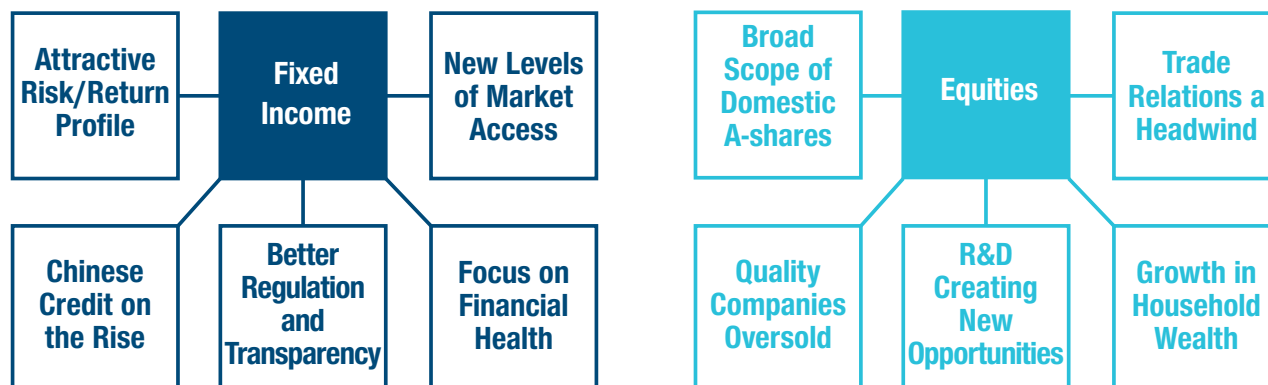 Attractive
Risk/Return
Profile
Fixed
Income
New Levels
of Market
Access
Chinese
Credit on
the Rise
Better
Regulation
and
Transparency
Focus on
Financial
Health
Broad
Scope of
Domestic
A-shares
Equities
Trade
Relations a
Headwind
Quality
Companies
Oversold
R&D
Creating
New
Opportunities
Growth in
Household
Wealth